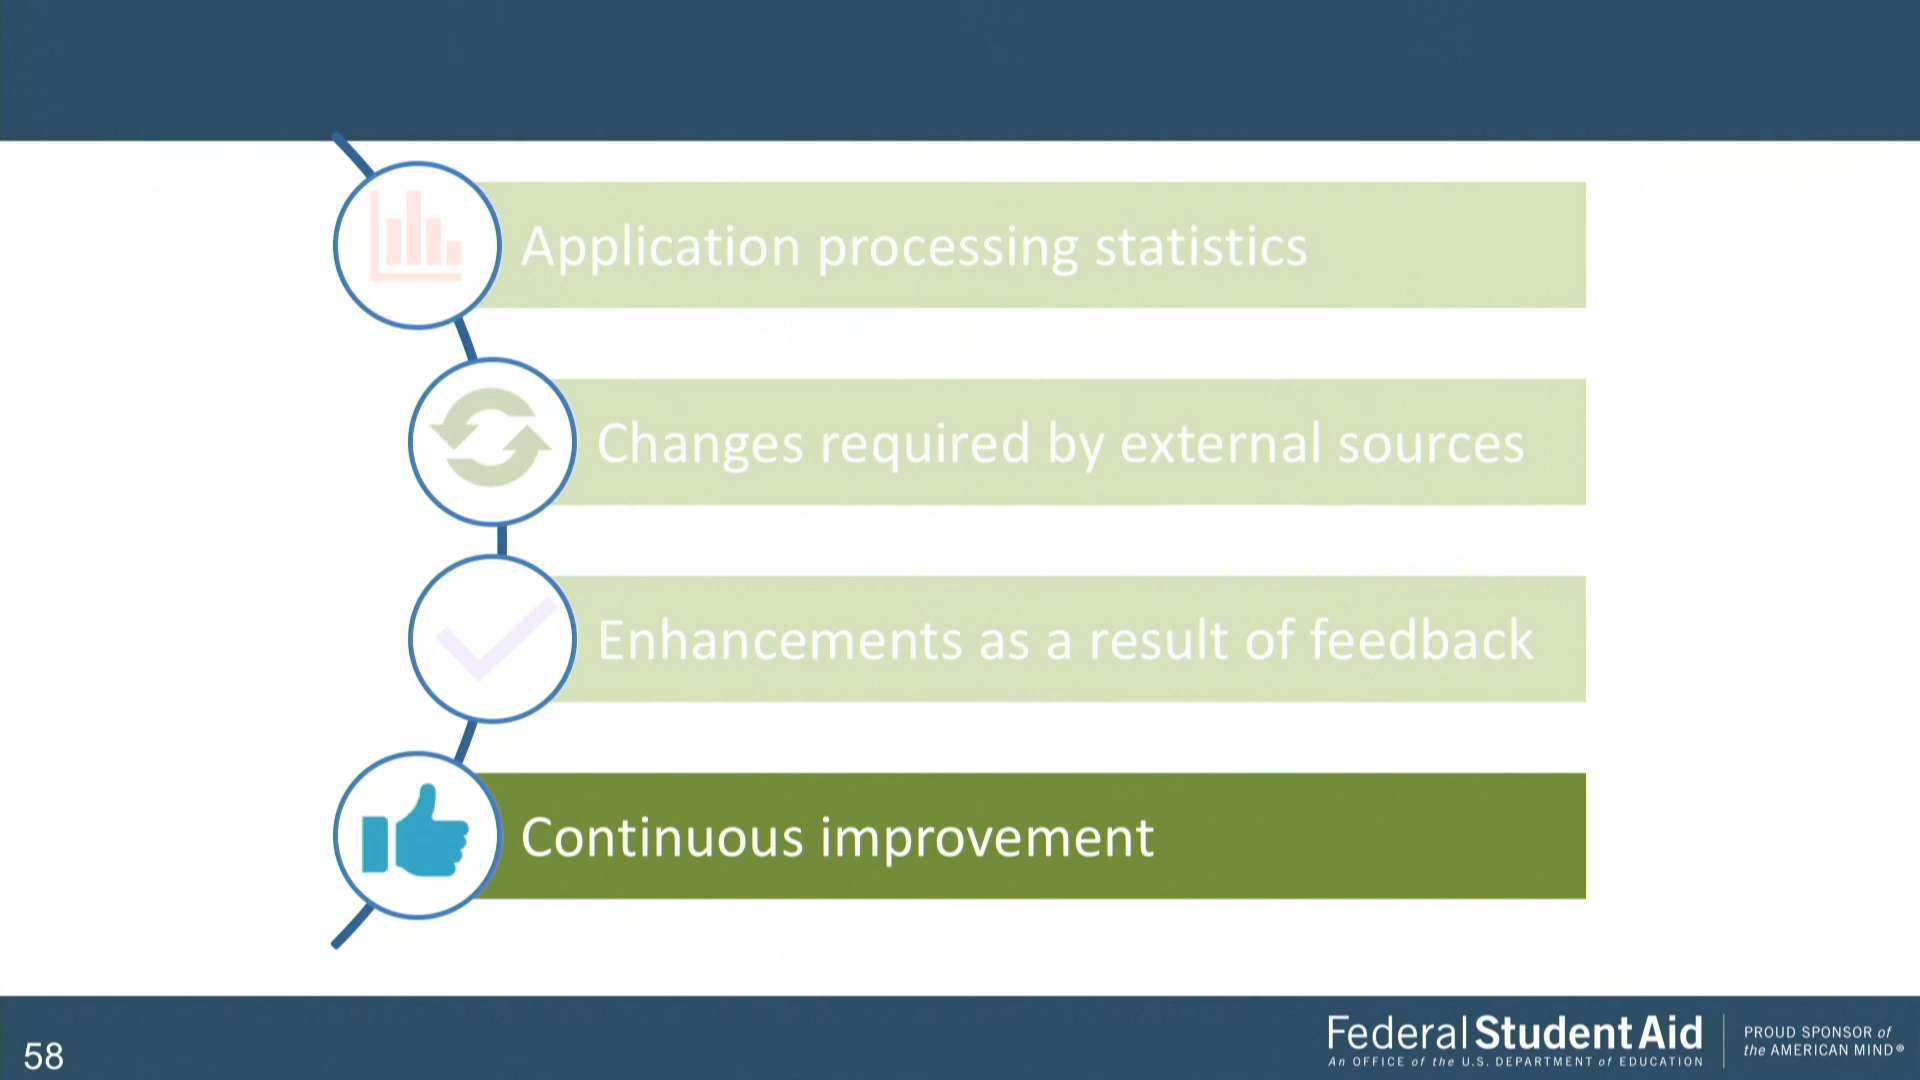 Application processing statistics
Changes required by external sources
Enhancements as a result of feedback
Continuous improvement
58
Federal Student Aid
An OFFICE of the U.S. DEPARTMENT of EDUCATION
PROUD SPONSOR of
the AMERICAN MIND®